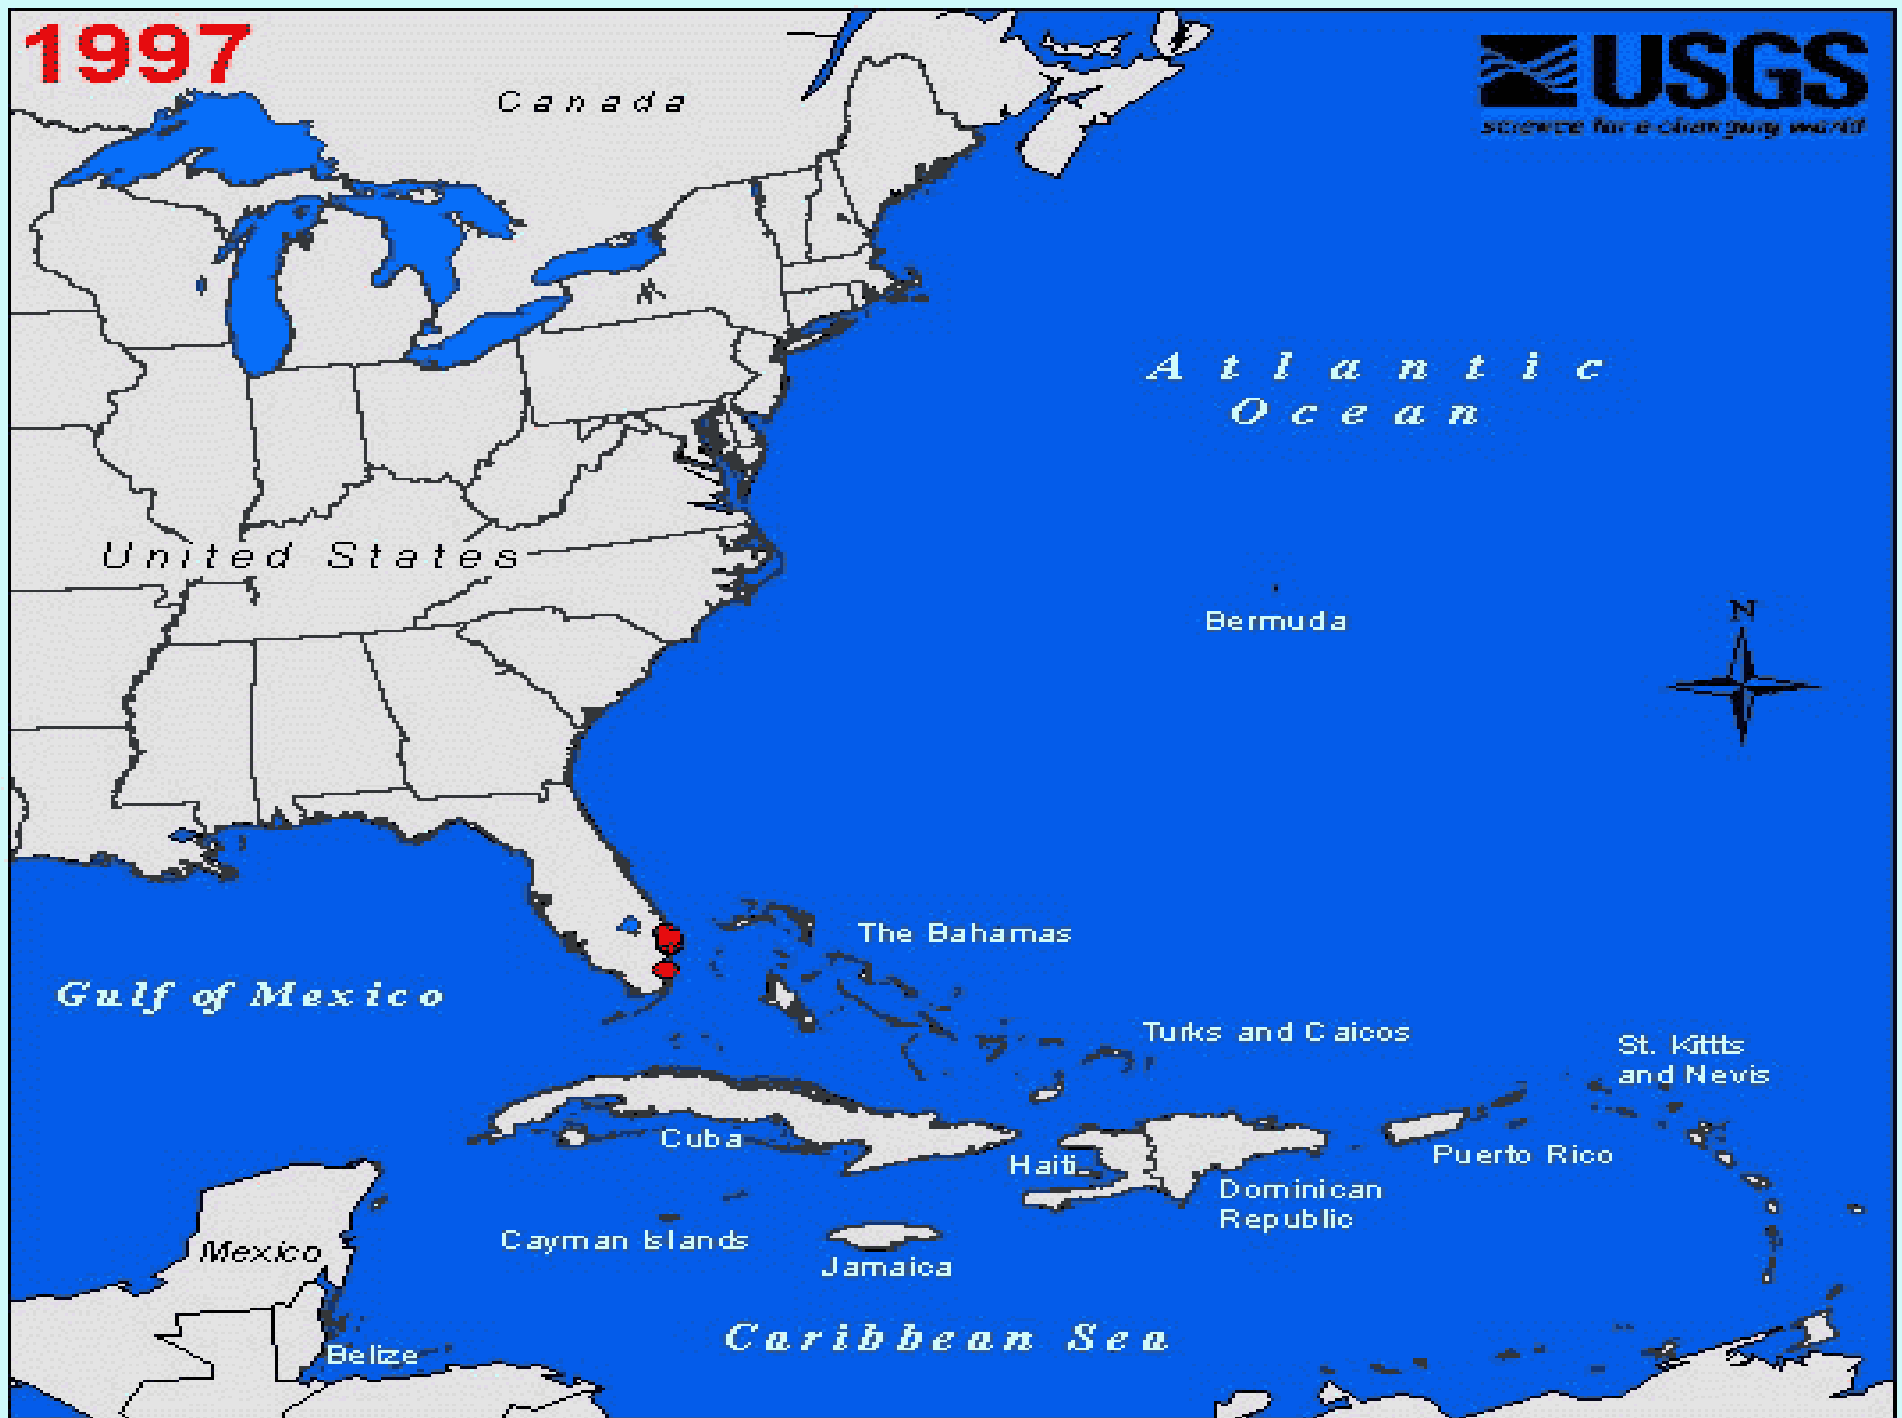 1997
Canada
USGS
science for a changing world
Atlantic
Ocean
United States
Bermuda
N
The Bahamas
Gulf of Mexico
Turks and Caicos
St. Kittts
and Nevis
Cuba
Haiti
Puerto Rico
Dominican
Republic
Cayman Islands
Mexico
Jamaica
Caribbean Sea
Belize